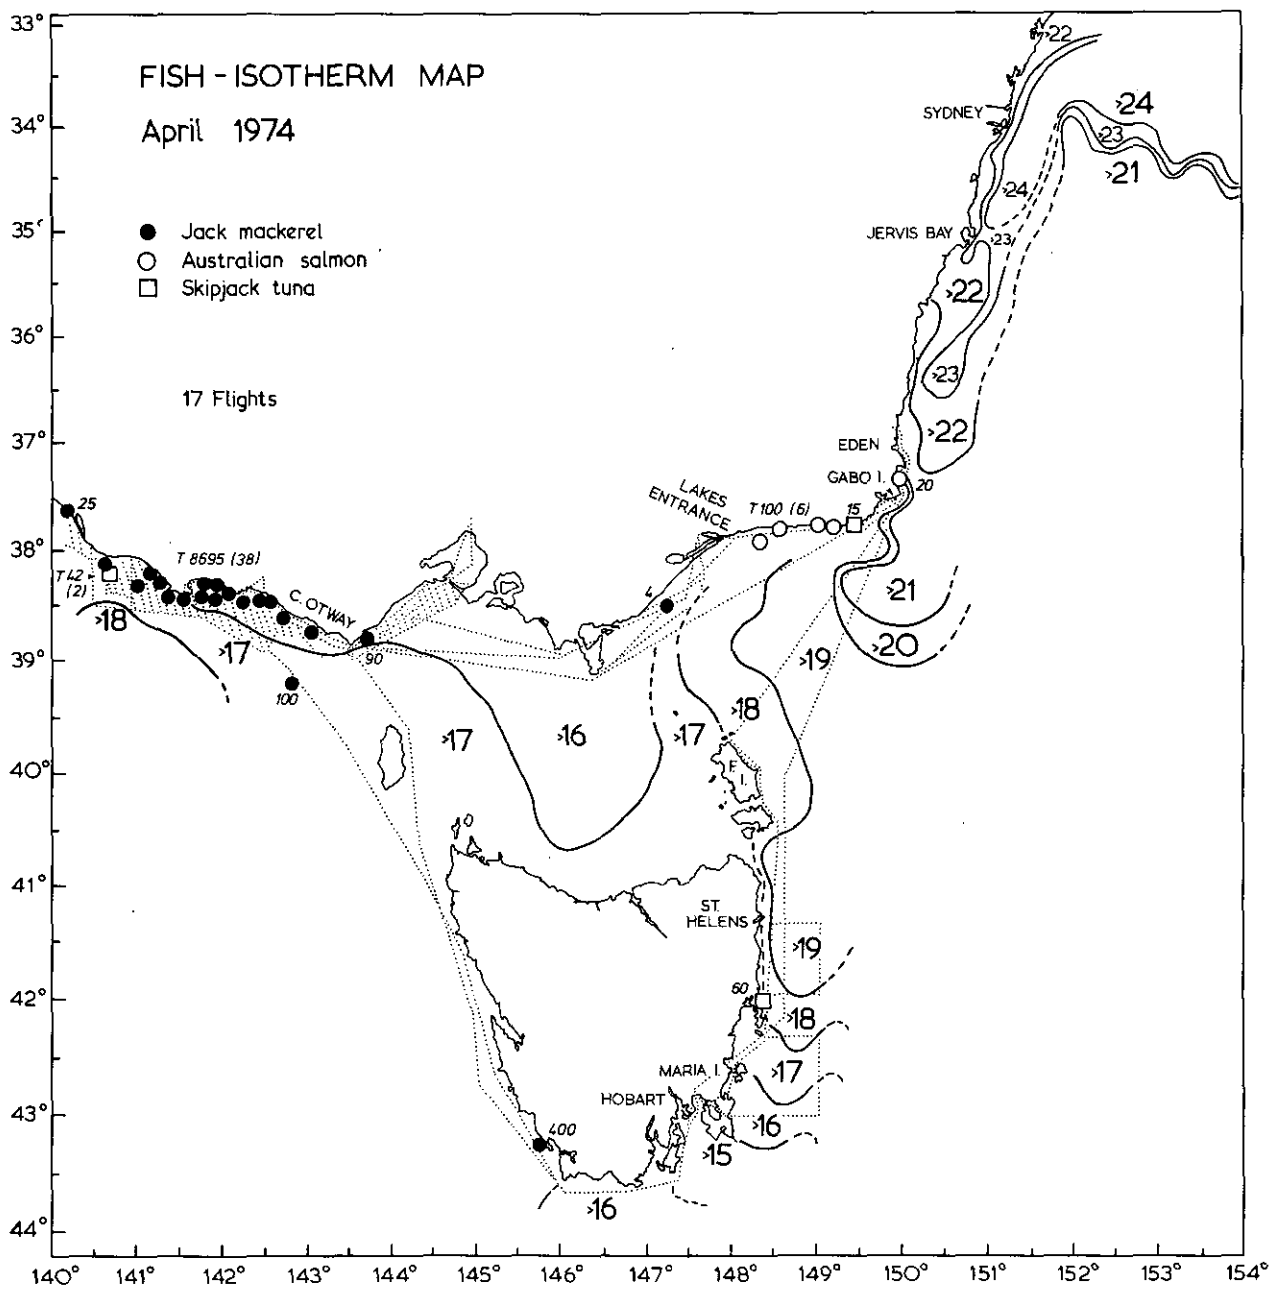 FISH - ISOTHERM MAP
April 1974
Jack mackerel
Australian salmon
Skipjack tuna
17 Flights
33°
34°
35°
36°
37°
38°
39°
40°
41°
42°
43°
44°
140°
141°
142°
143°
144°
145°
146°
147°
148°
149°
150°
151°
152°
153°
154°
>22
SYDNEY
>24
>23
>21
>24
JERVIS BAY
>23
>22
>23
>22
EDEN
GABO I.
20
LAKES
ENTRANCE
T 100 (6)
15
25
T 8695 (38)
T 42
(2)
C. OTWAY
4
90
100
>18
>17
>21
>20
>19
>18
>17
>16
>17
F.
I.
ST.
HELENS
>19
60
>18
MARIA I.
>17
HOBART
>16
400
>15
>16